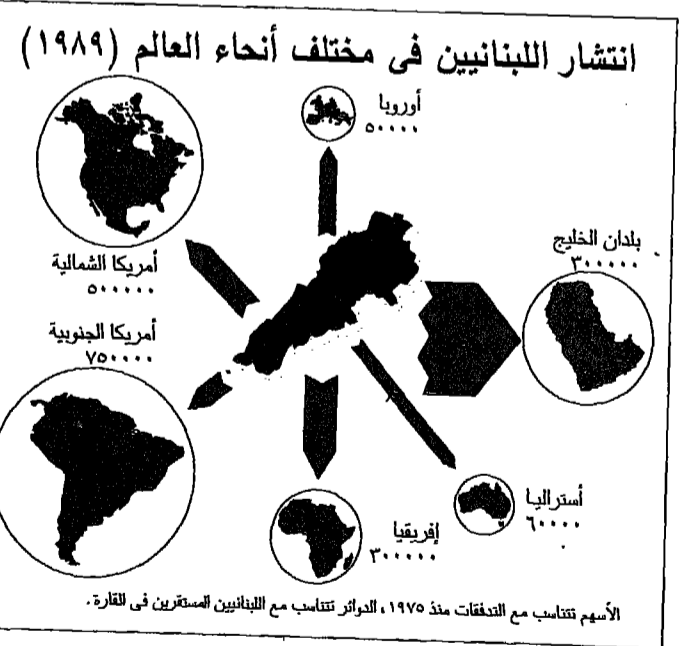 انتشار اللبنانيين فى مختلف أنحاء العالم (١٩٨٩)
أوروبا
٥٠٠٠٠
بلدان الخليج
٣٠٠٠٠٠
أمريكا الشمالية
٥٠٠٠٠٠
أمريكا الجنوبية
٧٥٠٠٠٠
أستراليا
٦٠٠٠٠
إفريقيا
٣٠٠٠٠٠
الأسهم تتناسب مع التدفقات منذ ١٩٧٥، الدوائر تتناسب مع اللبنانيين المستقرين فى القارة.